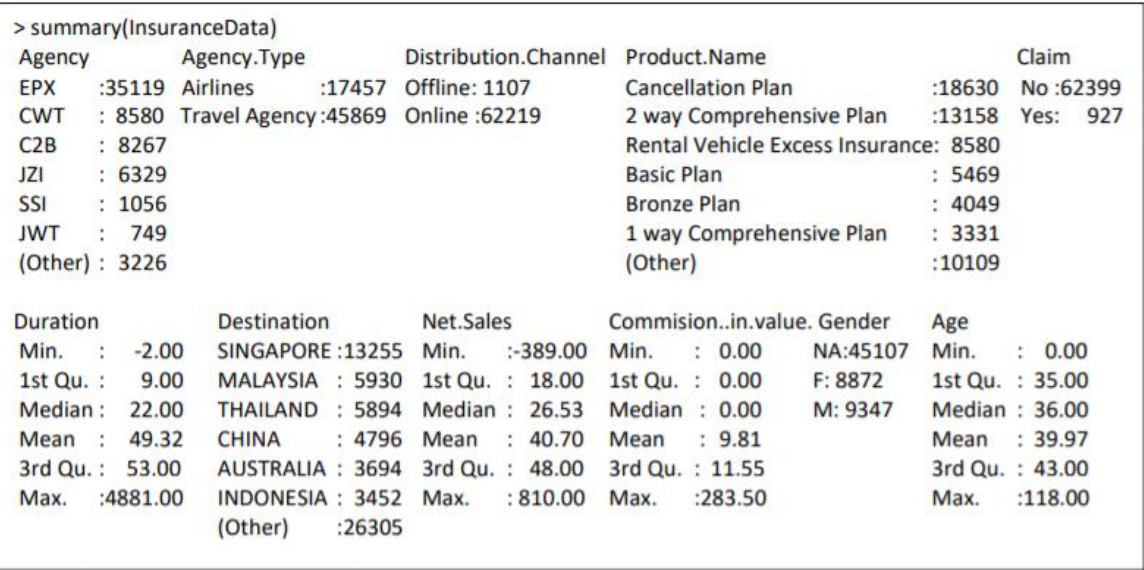 > summary(InsuranceData)
Agency Agency.Type Distribution.Channel Product.Name Claim
EPX :35119 Airlines :17457 Offline: 1107 Cancellation Plan :18630 No :62399
CWT : 8580 Travel Agency:45869 Online :62219 2 way Comprehensive Plan :13158 Yes: 927
C2B : 8267 Rental Vehicle Excess Insurance: 8580
JZI : 6329 Basic Plan : 5469
SSI : 1056 Bronze Plan : 4049
JWT : 749 1 way Comprehensive Plan : 3331
(Other) : 3226 (Other) :10109
Duration Destination Net.Sales Commision..in.value. Gender Age
Min. : -2.00 SINGAPORE:13255 Min. :-389.00 Min. : 0.00 NA:45107 Min. : 0.00
1st Qu. : 9.00 MALAYSIA : 5930 1st Qu. : 18.00 1st Qu. : 0.00 F: 8872 1st Qu. : 35.00
Median : 22.00 THAILAND : 5894 Median : 26.53 Median : 0.00 M: 9347 Median : 36.00
Mean : 49.32 CHINA : 4796 Mean : 40.70 Mean : 9.81 Mean : 39.97
3rd Qu. : 53.00 AUSTRALIA : 3694 3rd Qu. : 48.00 3rd Qu. : 11.55 3rd Qu. : 43.00
Max. :4881.00 INDONESIA : 3452 Max. : 810.00 Max. :283.50 Max. :118.00
(Other) :26305